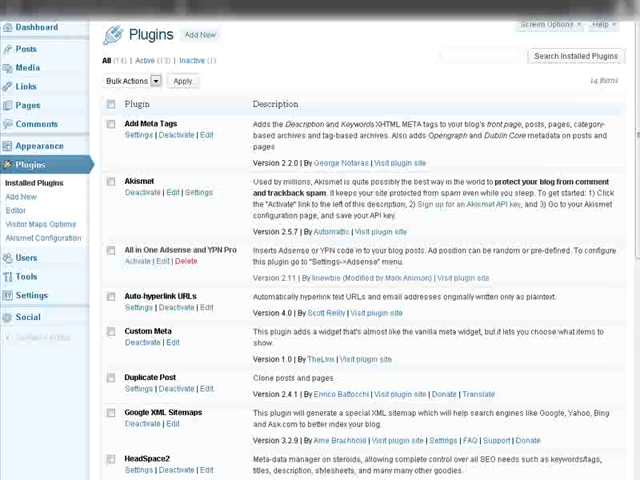 Dashboard
Posts
Media
Links
Pages
Comments
Appearance
Plugins
Installed Plugins
Add New
Editor
Visitor Maps Options
Akismet Configuration
Users
Tools
Settings
Social
Screen Options
Help
Plugins Add New
All (14) | Active (13) | Inactive (1)
Search Installed Plugins
Bulk Actions Apply
14 items
Plugin Description
Add Meta Tags
Settings | Deactivate | Edit
Adds the Description and Keywords XHTML META tags to your blog's front page, posts, pages, category-
based archives and tag-based archives. Also adds Opengraph and Dublin Core metadata on posts and
pages
Version 2.2.0 | By George Notaras | Visit plugin site
Akismet
Deactivate | Edit | Settings
Used by millions, Akismet is quite possibly the best way in the world to protect your blog from comment
and trackback spam. It keeps your site protected from spam even while you sleep. To get started: 1) Click
the "Activate" link to the left of this description, 2) Sign up for an Akismet API key, and 3) Go to your Akismet
configuration page, and save your API key.
Version 2.5.7 | By Automattic | Visit plugin site
All in One Adsense and YPN Pro
Activate | Edit | Delete
Inserts Adsense or YPN code in to your blog posts. Ad position can be random or pre-defined. To configure
this plugin go to "Settings->Adsense" menu.
Version 2.11 | By linewbie (Modified by Mark Animon) | Visit plugin site
Auto-hyperlink URLs
Settings | Deactivate | Edit
Automatically hyperlink text URLs and email addresses originally written only as plaintext.
Version 4.0 | By Scott Reilly | Visit plugin site
Custom Meta
Deactivate | Edit
This plugin adds a widget that's almost like the vanilla meta widget, but it lets you choose what items to
show.
Version 1.0 | By TheLinx | Visit plugin site
Duplicate Post
Settings | Deactivate | Edit
Clone posts and pages.
Version 2.4.1 | By Enrico Battocchi | Visit plugin site | Donate | Translate
Google XML Sitemaps
Deactivate | Edit
This plugin will generate a special XML sitemap which will help search engines like Google, Yahoo, Bing
and Ask.com to better index your blog.
Version 3.2.9 | By Arne Brachhold | Visit plugin site | Settings | FAQ | Support | Donate
HeadSpace2
Settings | Deactivate | Edit
Meta-data manager on steroids, allowing complete control over all SEO needs such as keywords/tags,
titles, description, stylesheets, and many many other goodies.